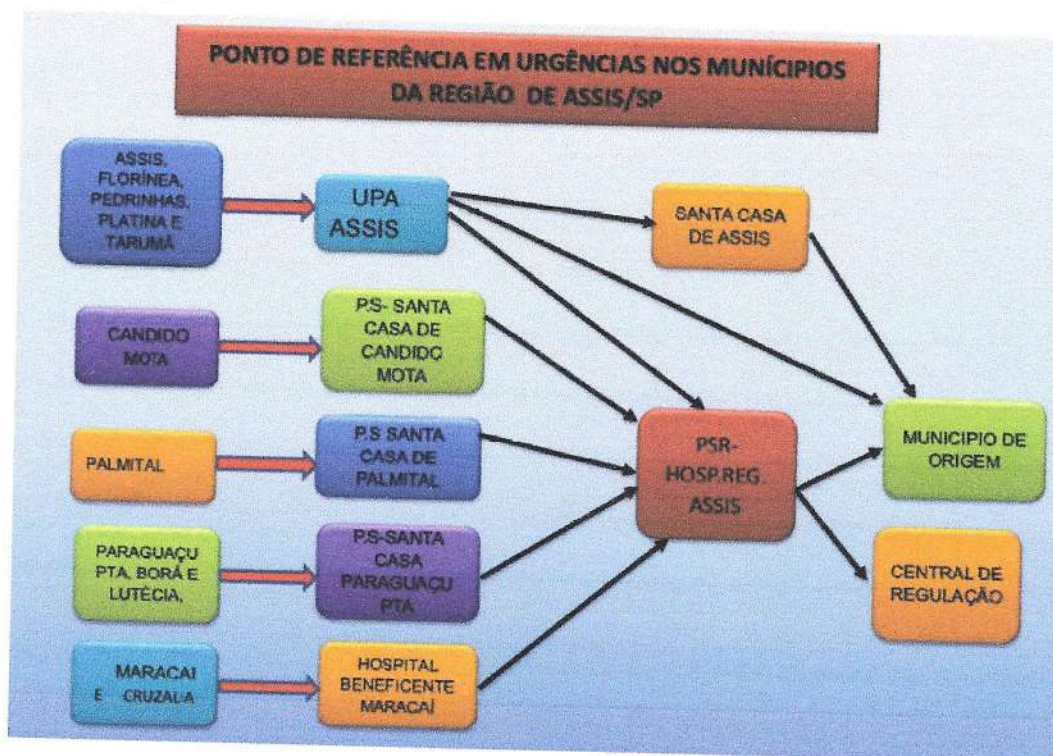 PONTO DE REFERÊNCIA EM URGÊNCIAS NOS MUNÍCIPIOS
DA REGIÃO DE ASSIS/SP
ASSIS,
FLORÍNEA,
PEDRINHAS,
PLATINA E
TARUMÃ
UPA
ASSIS
SANTA CASA
DE ASSIS
CANDIDO
MOTA
P.S- SANTA
CASA DE
CANDIDO
MOTA
PALMITAL
P.S SANTA
CASA DE
PALMITAL
PSR-
HOSP.REG.
ASSIS
MUNICIPIO DE
ORIGEM
PARAGUAÇU
PTA, BORÁ E
LUTÉCIA,
P.S-SANTA
CASA
PARAGUAÇU
PTA
CENTRAL DE
REGULAÇÃO
MARACAI
E CRUZALIA
HOSPITAL
BENEFICENTE
MARACAÍ